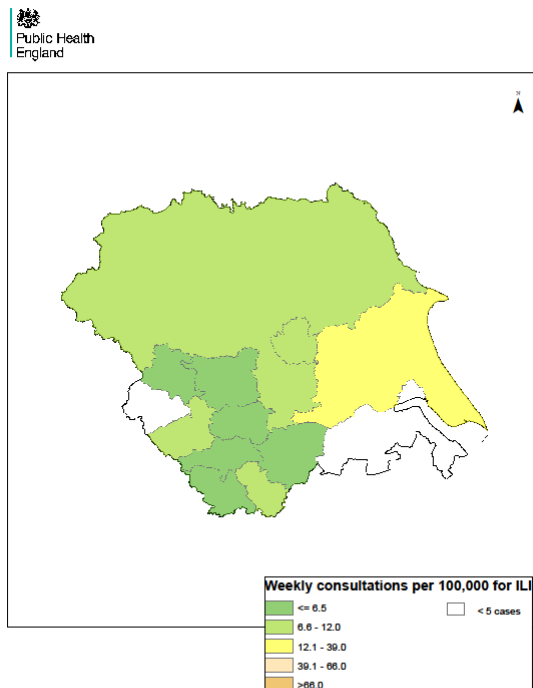 Public Health
England
N
Weekly consultations per 100,000 for ILI
<= 6.5
< 5 cases
6.6 - 12.0
12.1 - 39.0
39.1 - 66.0
>66.0